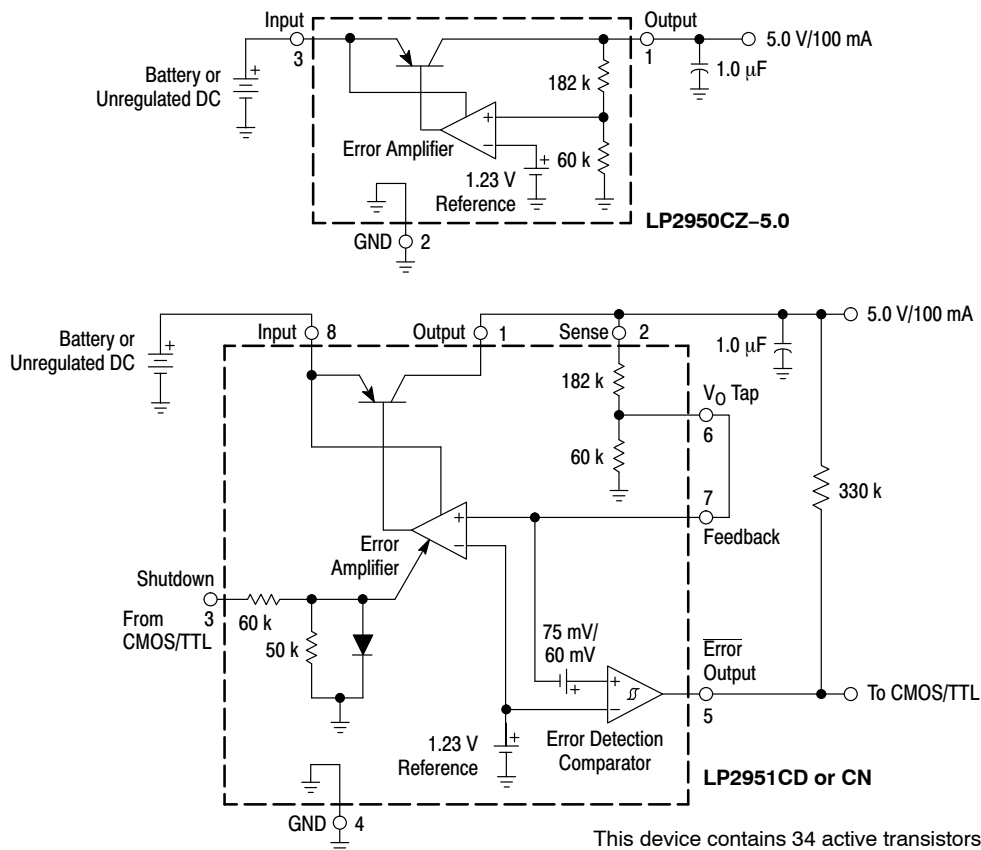 Input
3
Output
1
5.0 V/100 mA
1.0 µF
Battery or
Unregulated DC
182 k
Error Amplifier
60 k
1.23 V
Reference
GND 2
LP2950CZ–5.0
Battery or
Unregulated DC
Input 8
Output 1
Sense 2
5.0 V/100 mA
1.0 µF
182 k
VO Tap
6
60 k
330 k
7
Feedback
Error
Amplifier
Shutdown
3
From
CMOS/TTL
60 k
50 k
75 mV/
60 mV
Error
Output
5
To CMOS/TTL
1.23 V
Reference
Error Detection
Comparator
LP2951CD or CN
GND 4
This device contains 34 active transistors